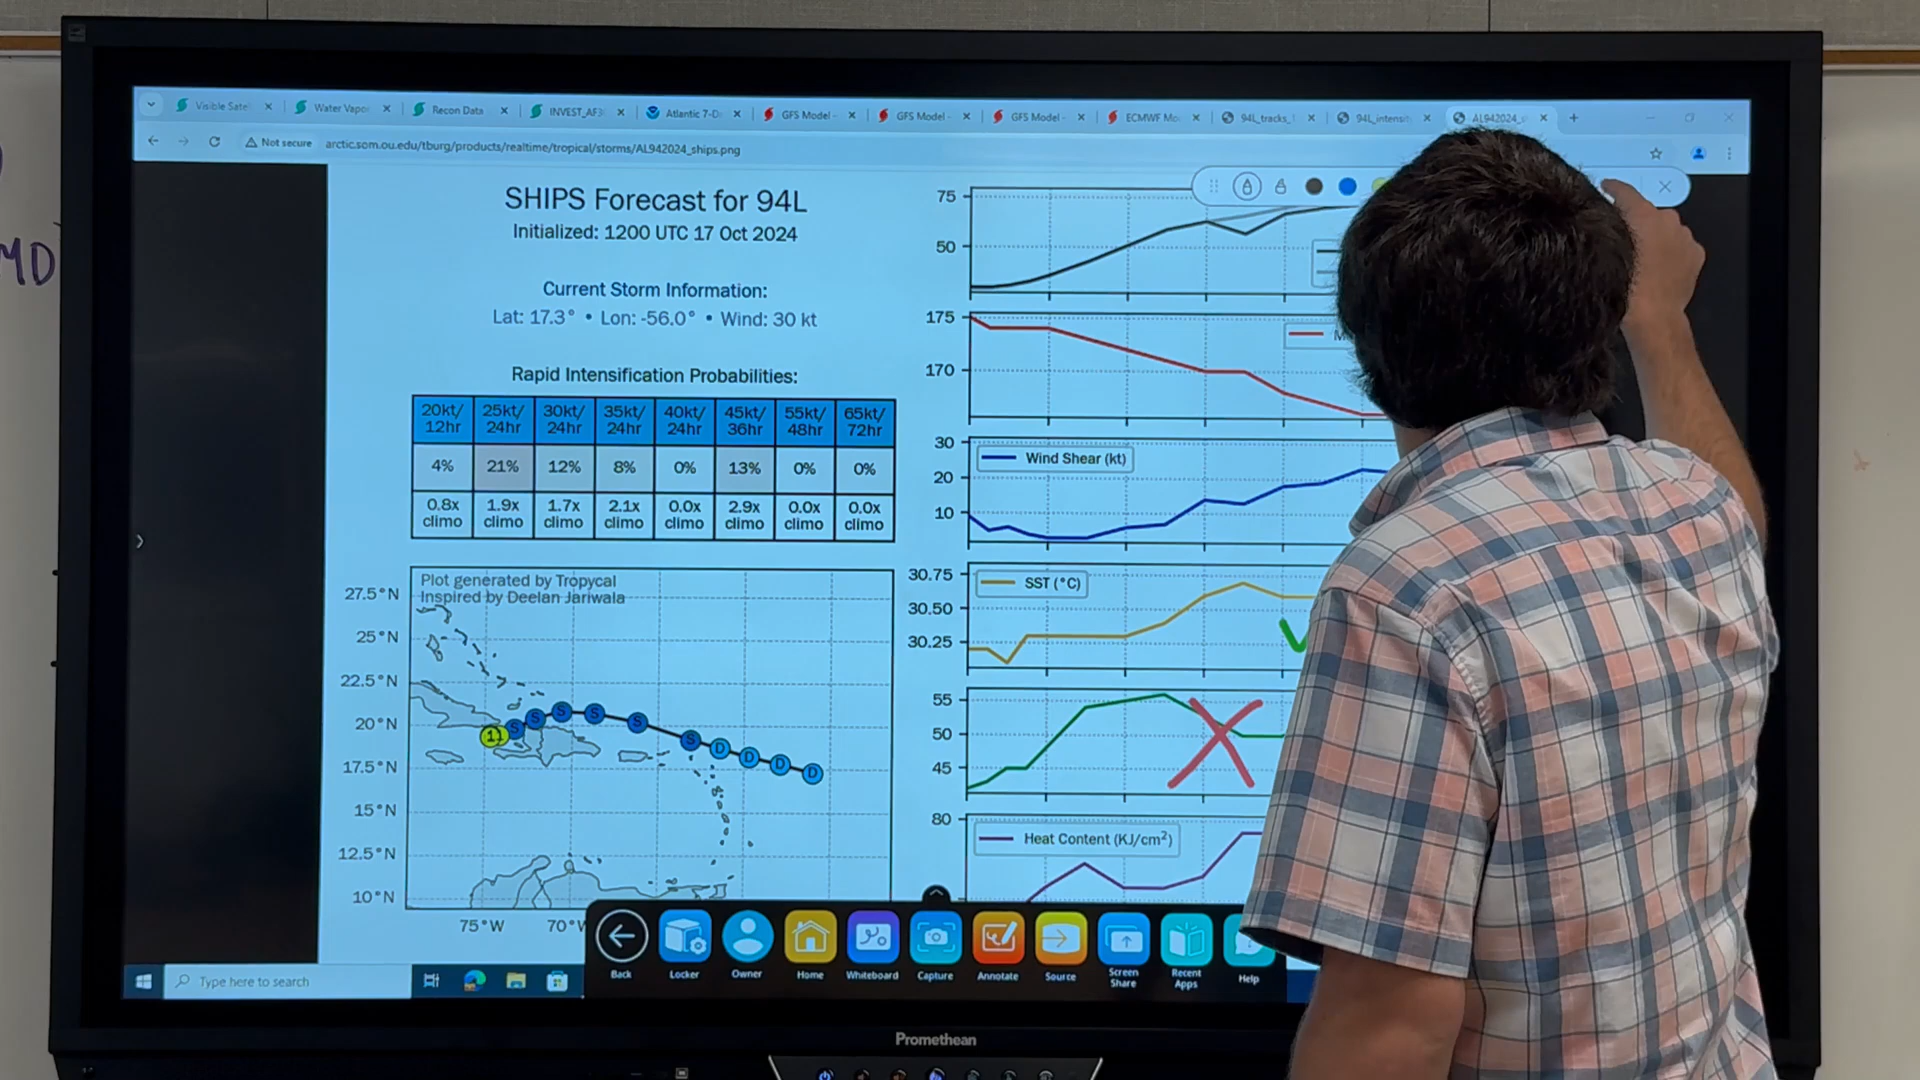 Visible Sate
Water Vapo
Recon Data
INVEST_AF3
Atlantic 7-D
GFS Model -
GFS Model -
GFS Model -
ECMWF Mo
94L_tracks_1
94L_intensit
AL942024_s
Not secure
arctic.som.ou.edu/tburg/products/realtime/tropical/storms/AL942024_ships.png
MD
SHIPS Forecast for 94L
Initialized: 1200 UTC 17 Oct 2024
Current Storm Information:
Lat: 17.3° • Lon: -56.0° • Wind: 30 kt
Rapid Intensification Probabilities:
20kt/ 25kt/ 30kt/ 35kt/ 40kt/ 45kt/ 55kt/ 65kt/
12hr 24hr 24hr 24hr 24hr 36hr 48hr 72hr
4% 21% 12% 8% 0% 13% 0% 0%
0.8x 1.9x 1.7x 2.1x 0.0x 2.9x 0.0x 0.0x
climo climo climo climo climo climo climo climo
Plot generated by Tropycal
Inspired by Deelan Jariwala
27.5°N
25°N
22.5°N
20°N
17.5°N
15°N
12.5°N
10°N
75°W 70°W
1 S S S S S S D D D D
75
50
175
170
M
30
20
10
Wind Shear (kt)
30.75
30.50
30.25
SST (°C)
55
50
45
80
Heat Content (KJ/cm²)
Back
Locker
Owner
Home
Whiteboard
Capture
Annotate
Source
Screen
Share
Recent
Apps
Help
Type here to search
Promethean